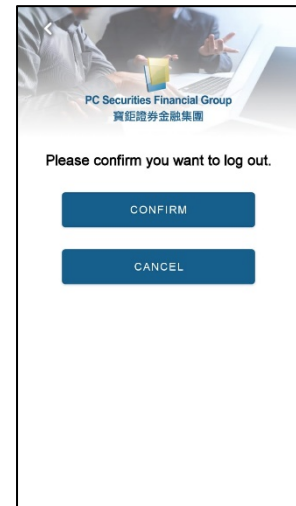 PC Securities Financial Group
寶鉅證券金融集團
Please confirm you want to log out.
CONFIRM
CANCEL